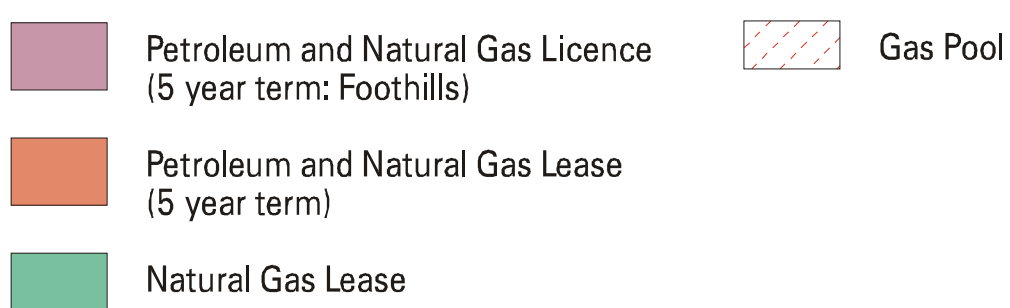 Petroleum and Natural Gas Licence
(5 year term: Foothills)
Petroleum and Natural Gas Lease
(5 year term)
Natural Gas Lease
Gas Pool